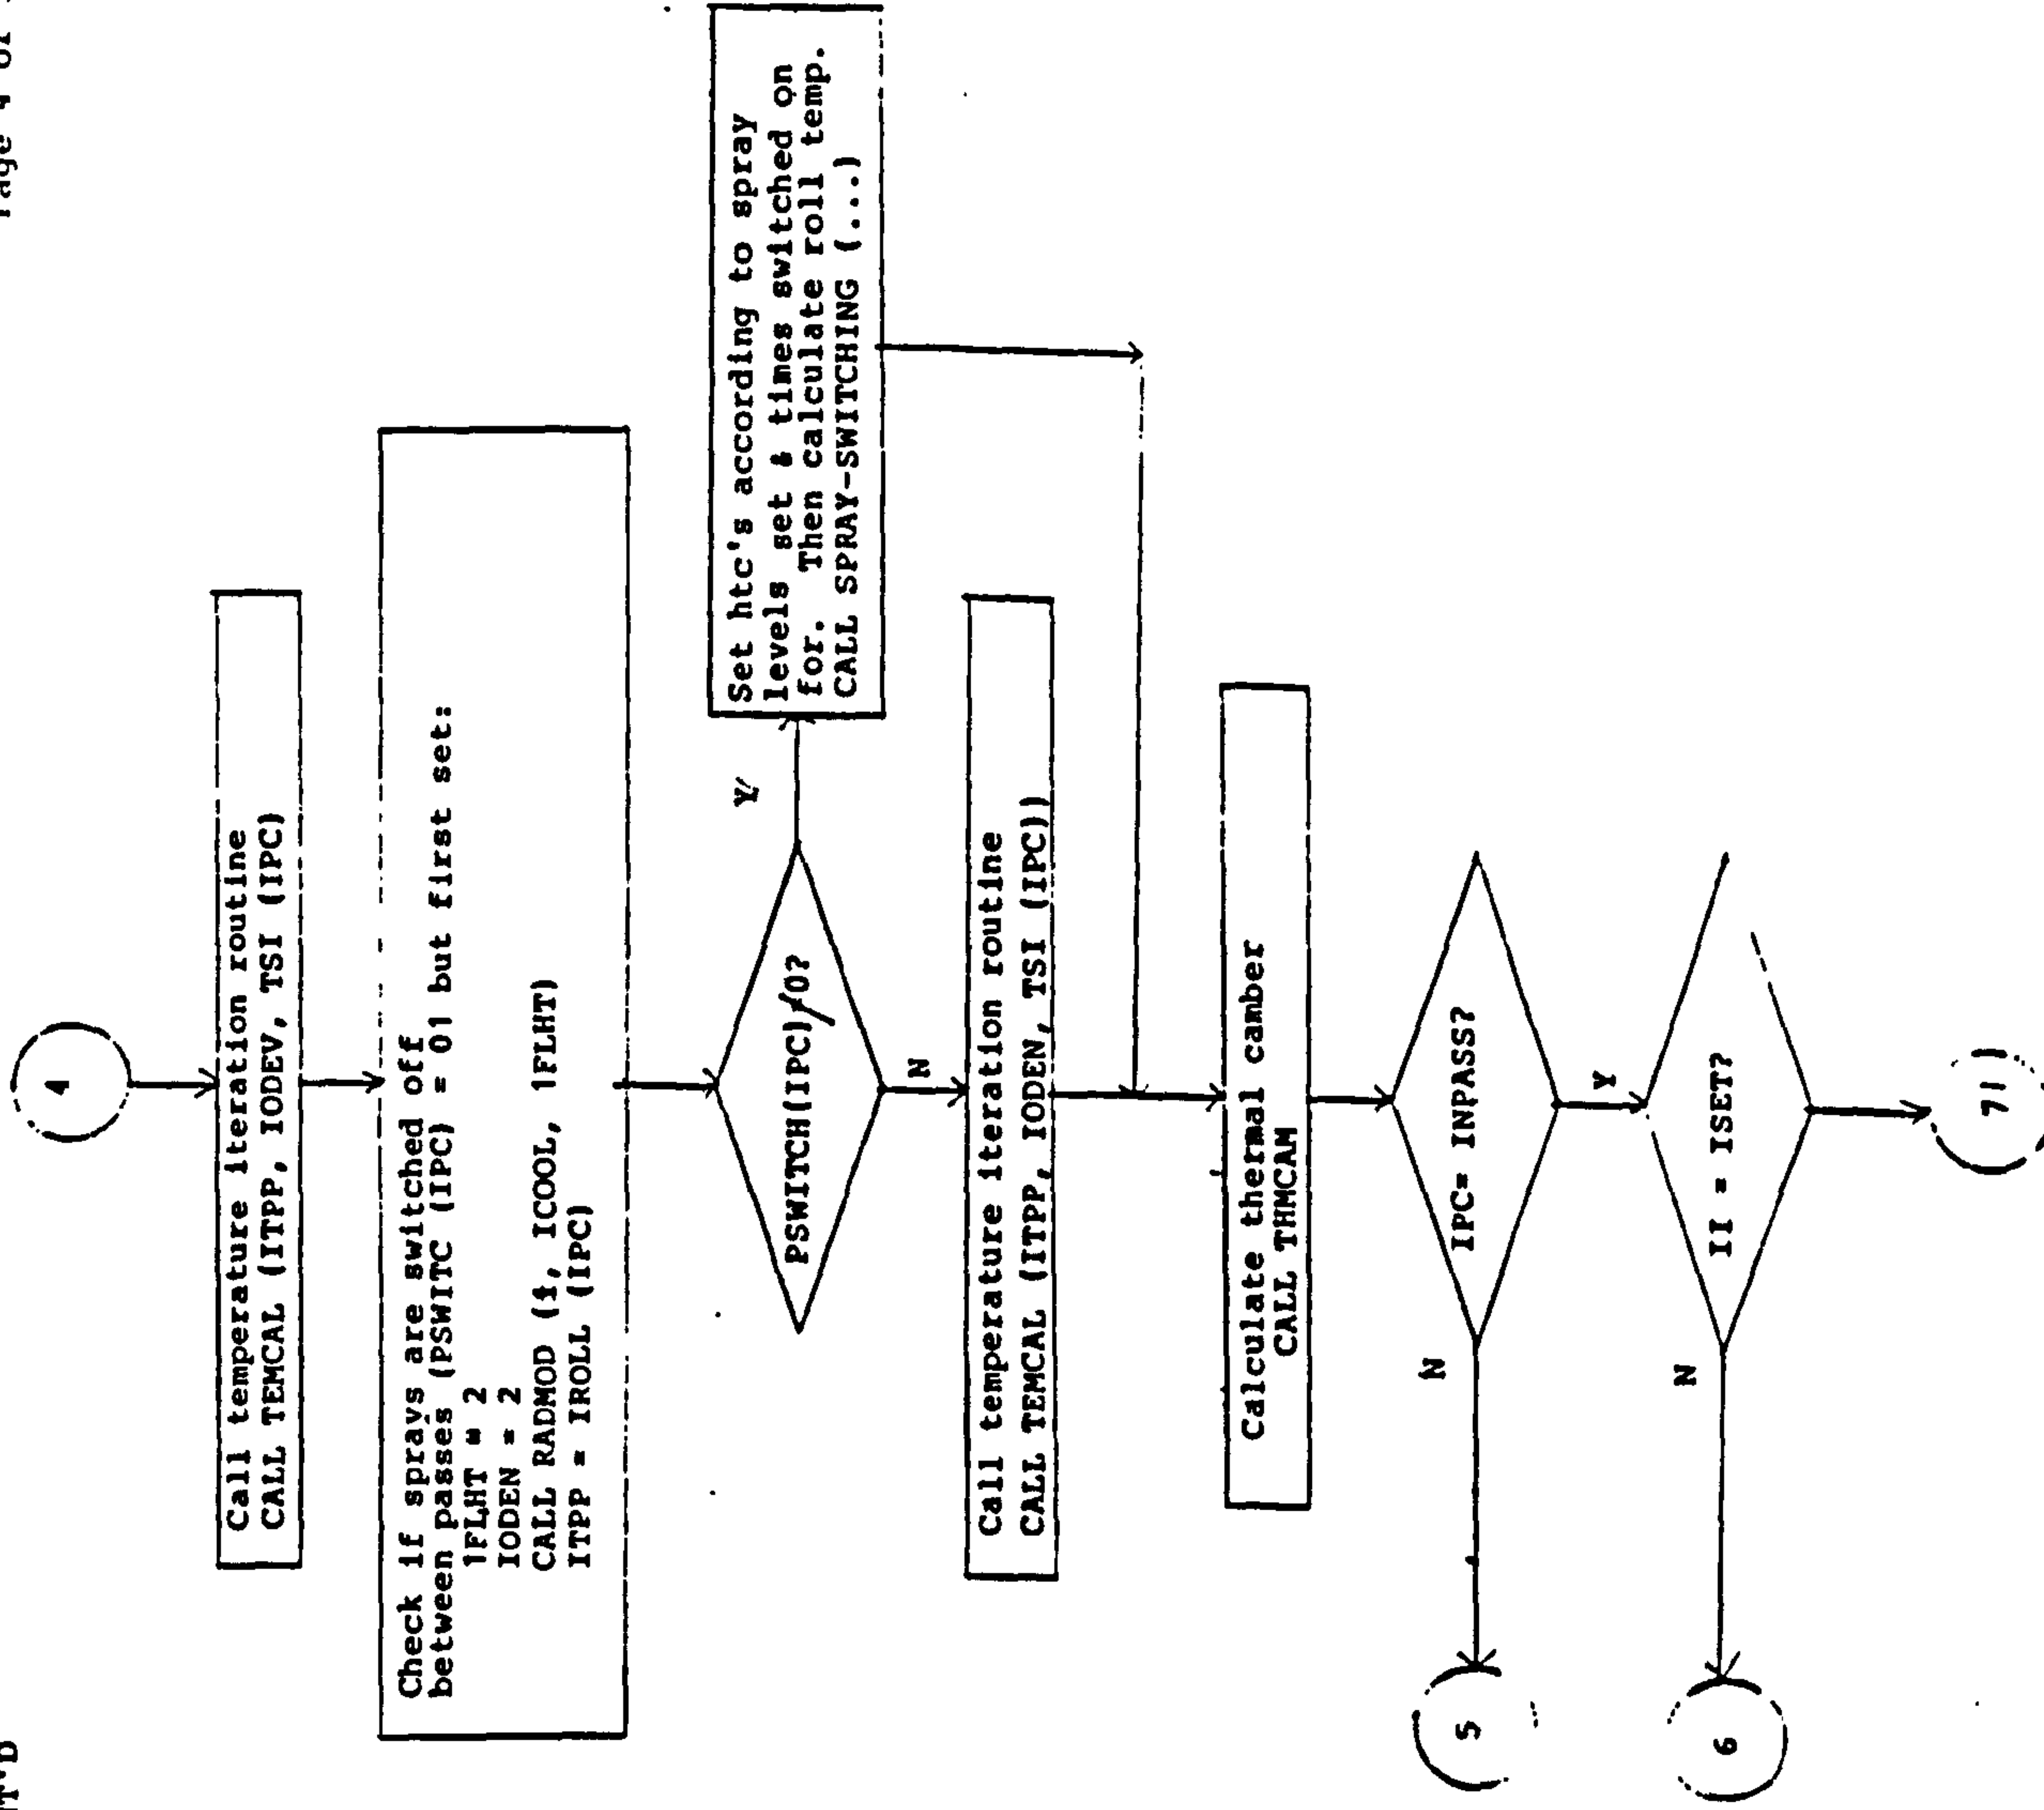 4
Call temperature iteration routine
CALL TEMCAL (ITPP, IODEV, TSI (IPC)
Check if sprays are switched off
between passes (PSWITC (IPC) = 01 but first set:
1FLHT = 2
IODEN = 2
CALL RADMOD (1, ICOOL, 1FLHT)
ITPP = IROLL (IPC)
PSWITCH(IPC)≠0?
Y
Set htc's according to spray
levels set & times switched on
for. Then calculate roll temp.
CALL SPRAY-SWITCHING (...)
N
Call temperature iteration routine
CALL TEMCAL (ITPP, IODEN, TSI (IPC))
Calculate thermal camber
CALL THMCAM
IPC= INPASS?
N
5
Y
II = ISET?
N
6
7